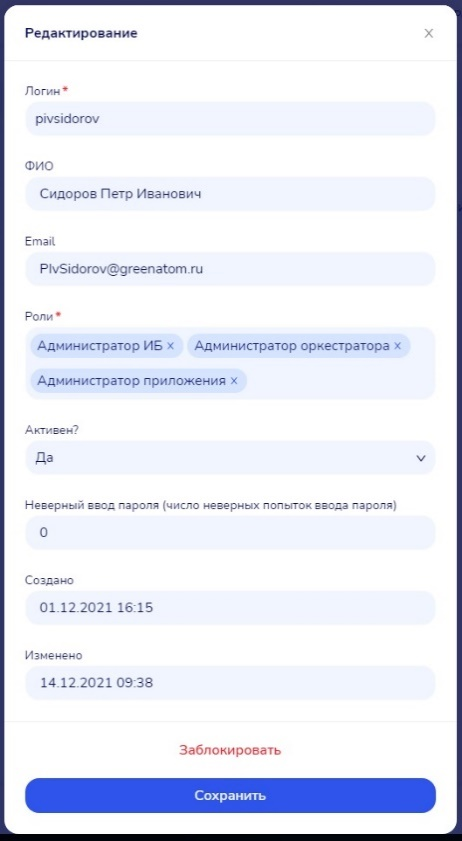 Редактирование
Логин*
pivsidorov
ФИО
Сидоров Петр Иванович
Email
PIvSidorov@greenatom.ru
Роли*
Администратор ИБ × Администратор оркестратора ×
Администратор приложения ×
Активен?
Да
Неверный ввод пароля (число неверных попыток ввода пароля)
0
Создано
01.12.2021 16:15
Изменено
14.12.2021 09:38
Заблокировать
Сохранить